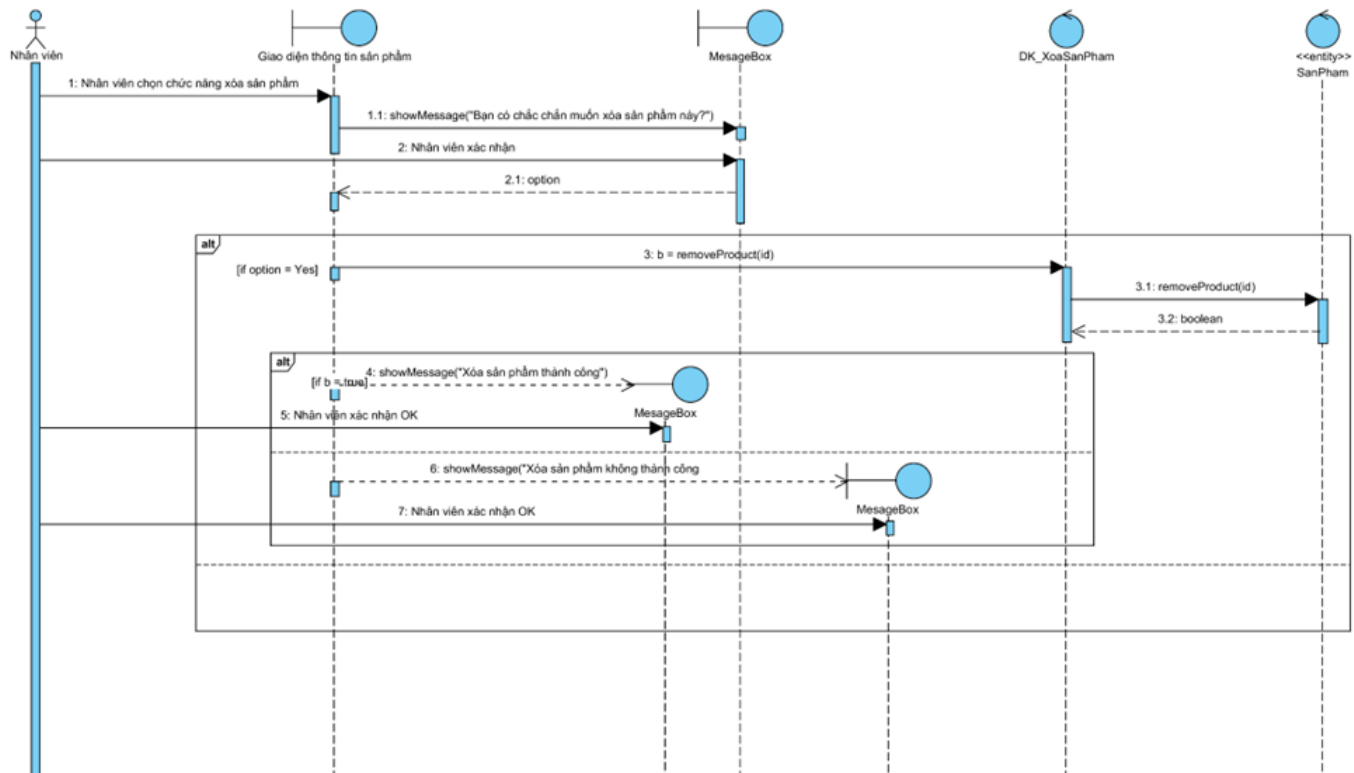 Nhân viên
Giao diện thông tin sản phẩm
MesageBox
DK_XoaSanPham
<<entity>>
SanPham
1: Nhân viên chọn chức năng xóa sản phẩm
1.1: showMessage("Bạn có chắc chắn muốn xóa sản phẩm này?")
2: Nhân viên xác nhận
2.1: option
alt
[if option = Yes]
3: b = removeProduct(id)
3.1: removeProduct(id)
3.2: boolean
alt
[if b = true]
4: showMessage("Xóa sản phẩm thành công")
MesageBox
5: Nhân viên xác nhận OK
6: showMessage("Xóa sản phẩm không thành công
MesageBox
7: Nhân viên xác nhận OK